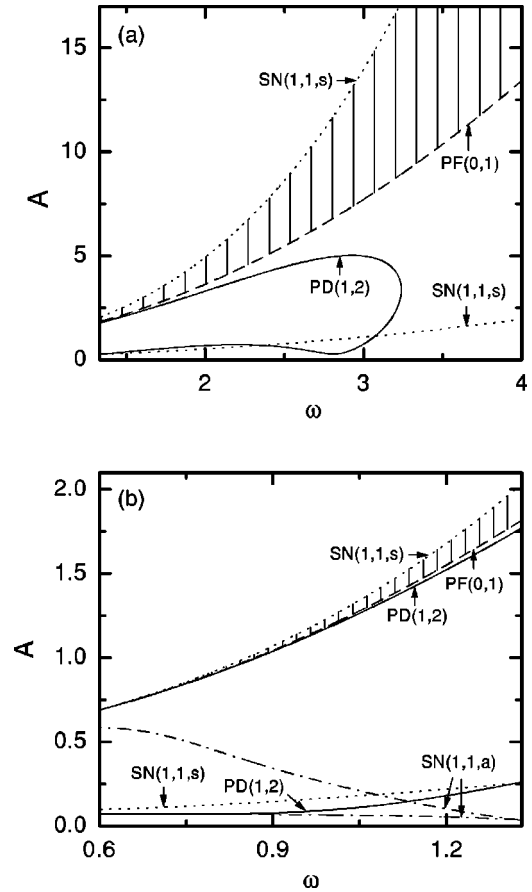 (a)
15
10
5
0
A
SN(1,1,s)
PF(0,1)
PD(1,2)
SN(1,1,s)
2
3
4
ω
(b)
2.0
1.5
1.0
0.5
0.0
A
SN(1,1,s)
PF(0,1)
PD(1,2)
SN(1,1,s)
PD(1,2)
SN(1,1,a)
0.6
0.9
1.2
ω